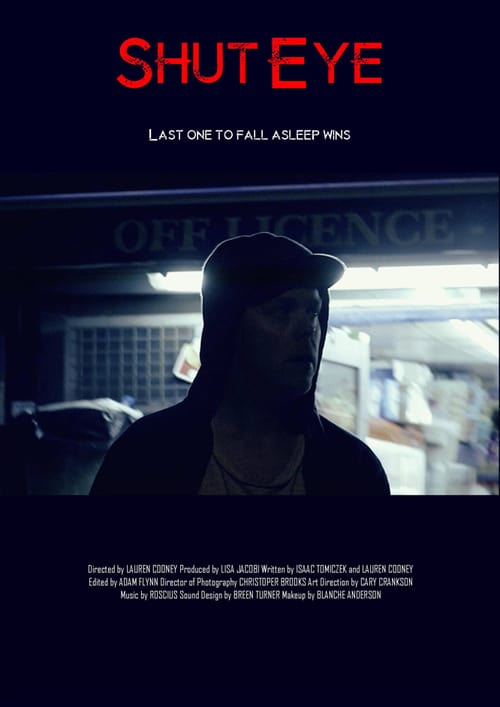 SHUT EYE
LAST ONE TO FALL ASLEEP WINS
OFF LICENCE -
Directed by LAUREN COONEY Produced by LISA JACOBI Written by ISAAC TOMICZEK and LAUREN COONEY
Edited by ADAM FLYNN Director of Photography CHRISTOPER BROOKS Art Direction by CARY CRANKSON
Music by ROSCIUS Sound Design by BREEN TURNER Makeup by BLANCHE ANDERSON